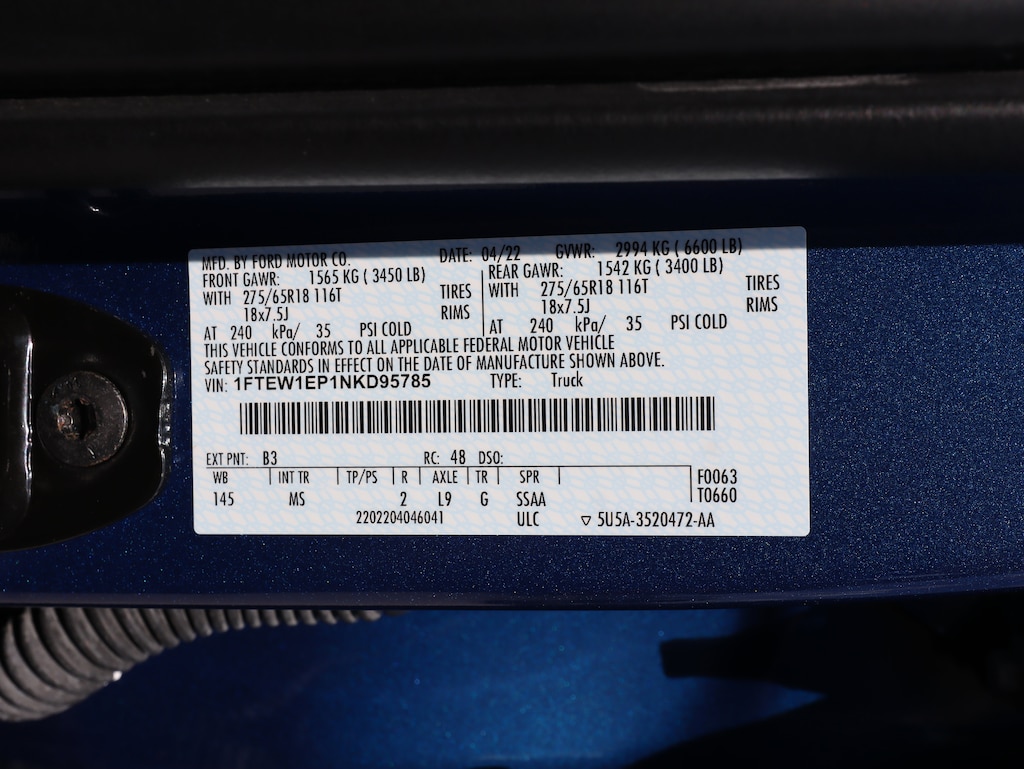 MFD. BY FORD MOTOR CO. DATE: 04/22 GVWR: 2994 KG ( 6600 LB)
FRONT GAWR: 1565 KG ( 3450 LB) REAR GAWR: 1542 KG ( 3400 LB)
WITH 275/65R18 116T TIRES WITH 275/65R18 116T TIRES
18x7.5J RIMS 18x7.5J RIMS
AT 240 kPa/ 35 PSI COLD AT 240 kPa/ 35 PSI COLD
THIS VEHICLE CONFORMS TO ALL APPLICABLE FEDERAL MOTOR VEHICLE
SAFETY STANDARDS IN EFFECT ON THE DATE OF MANUFACTURE SHOWN ABOVE.
VIN: 1FTEW1EP1NKD95785 TYPE: Truck
EXT PNT: B3 RC: 48 DSO:
WB INT TR TP/PS R AXLE TR SPR F0063
145 MS 2 L9 G SSAA T0660
2202204046041 ULC ▽ 5U5A-3520472-AA